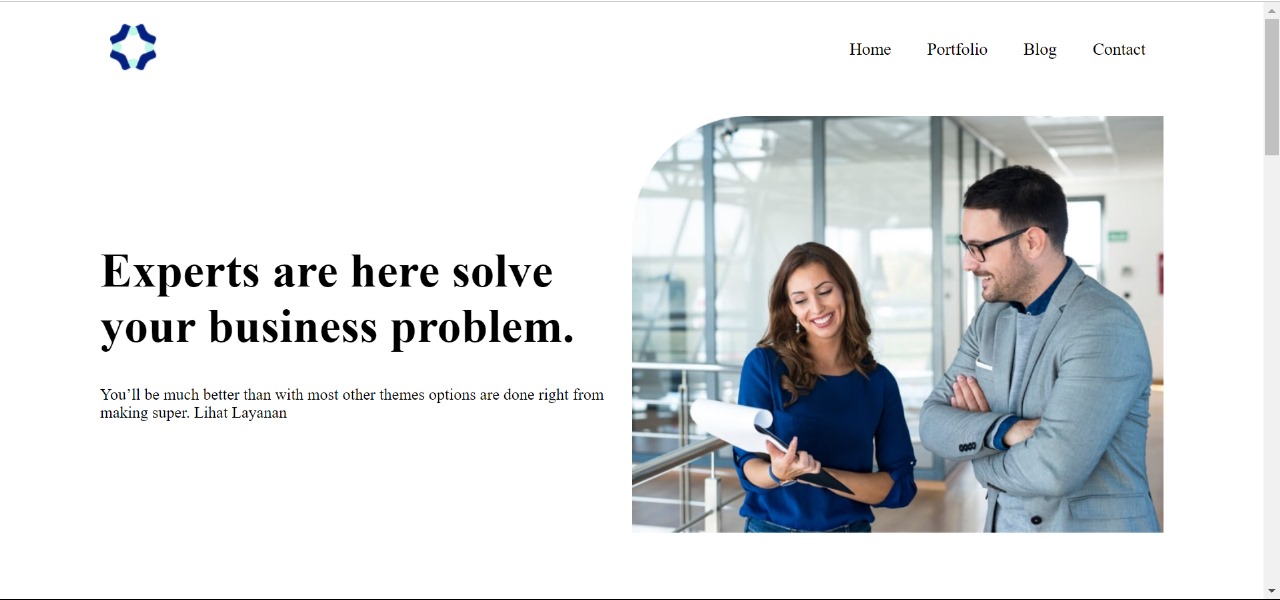 Home Portfolio Blog Contact
Experts are here solve
your business problem.
You’ll be much better than with most other themes options are done right from
making super. Lihat Layanan